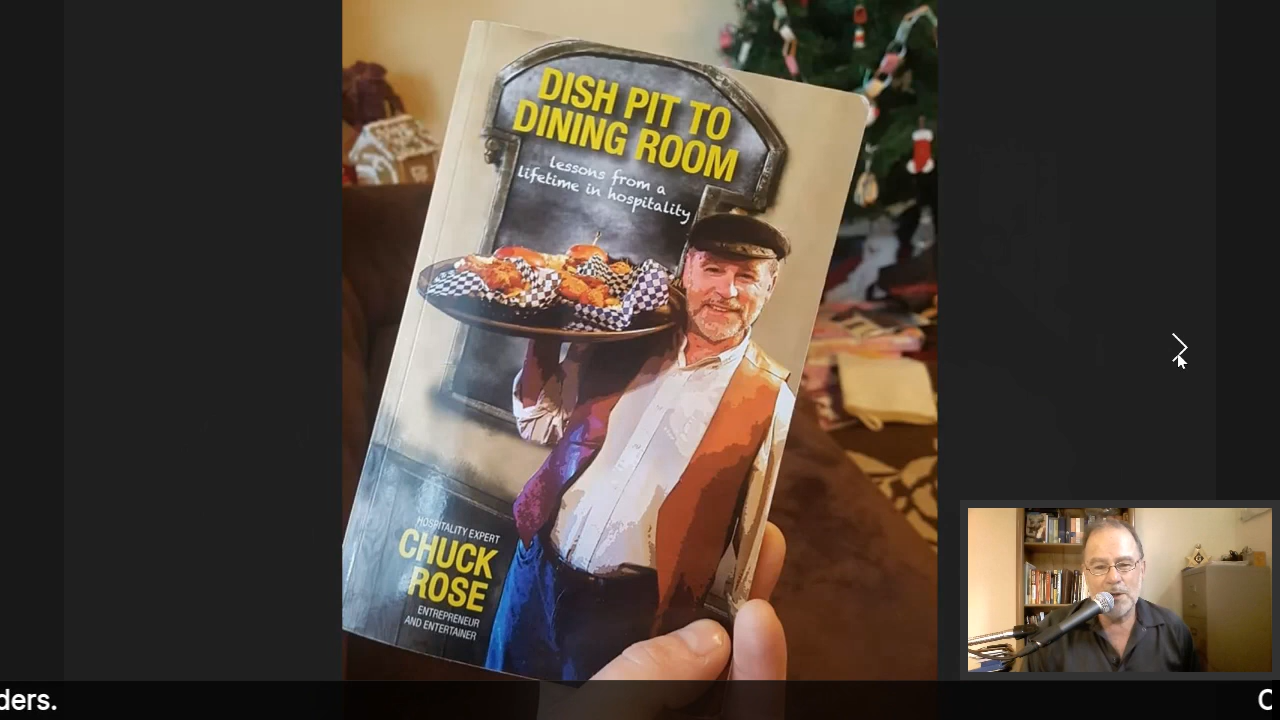 DISH PIT TO
DINING ROOM
lessons from a
lifetime in hospitality
HOSPITALITY EXPERT
CHUCK
ROSE
ENTREPRENEUR
AND ENTERTAINER
ders.